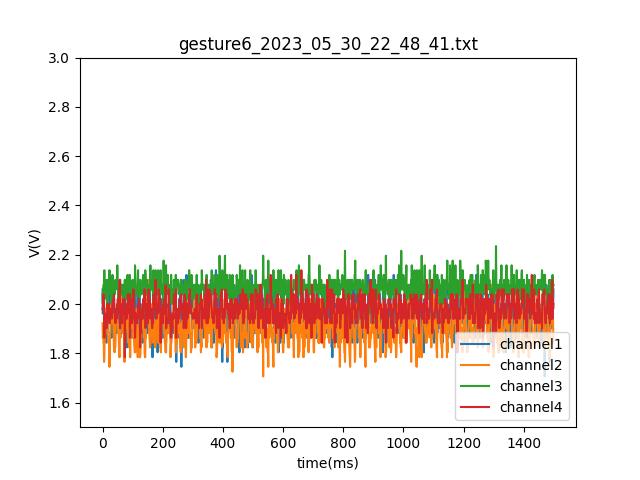 gesture6_2023_05_30_22_48_41.txt
3.0
2.8
2.6
2.4
2.2
2.0
1.8
1.6
V(V)
channel1
channel2
channel3
channel4
0 200 400 600 800 1000 1200 1400
time(ms)